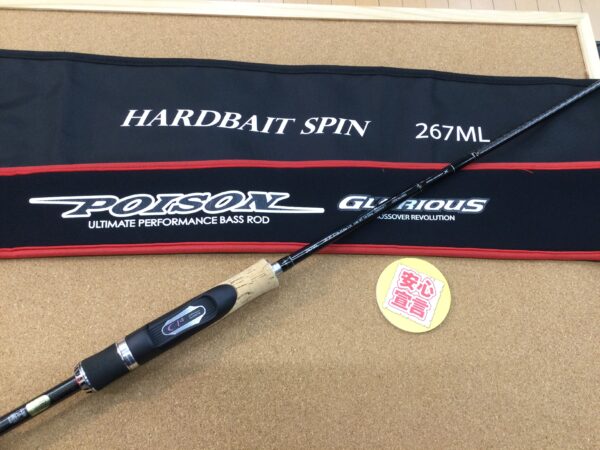 HARDBAIT SPIN 267ML
POISON
ULTIMATE PERFORMANCE BASS ROD
GLORIOUS
CROSSOVER REVOLUTION
安心
宣言